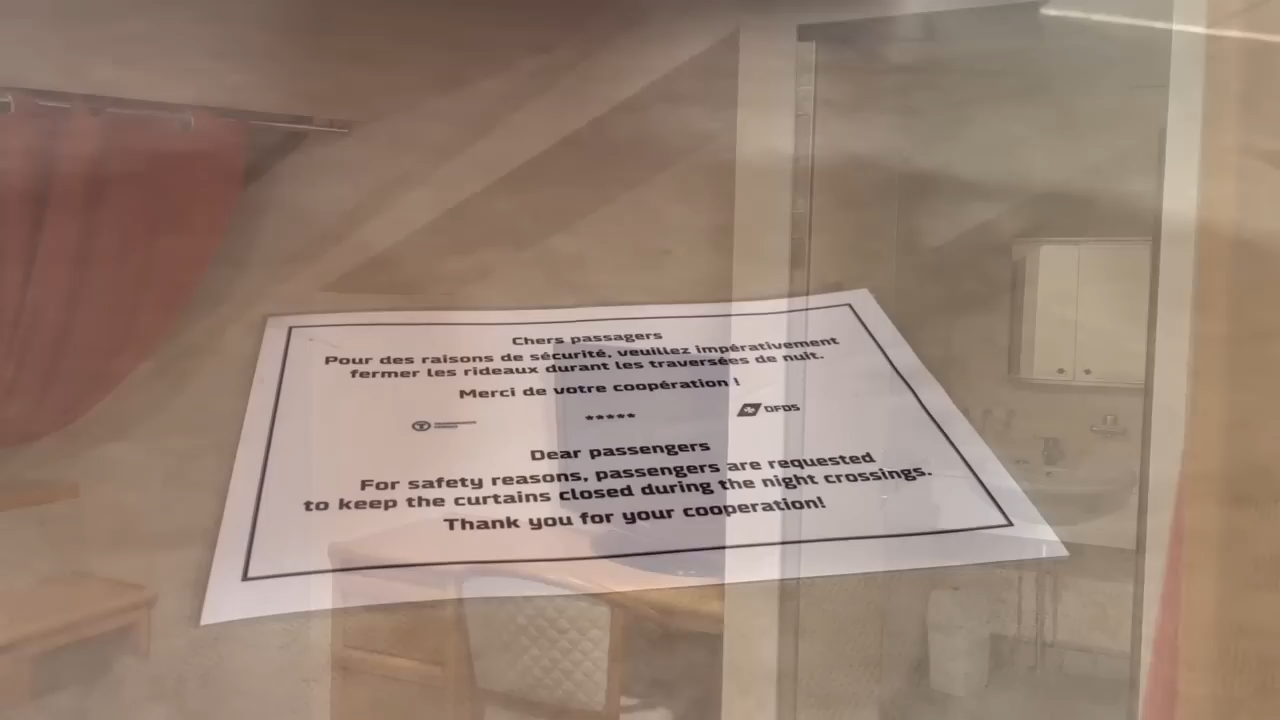 Chers passagers
Pour des raisons de sécurité, veuillez impérativement
fermer les rideaux durant les traversées de nuit.
Merci de votre coopération !
*****
DFDS
Dear passengers
For safety reasons, passengers are requested
to keep the curtains closed during the night crossings.
Thank you for your cooperation!